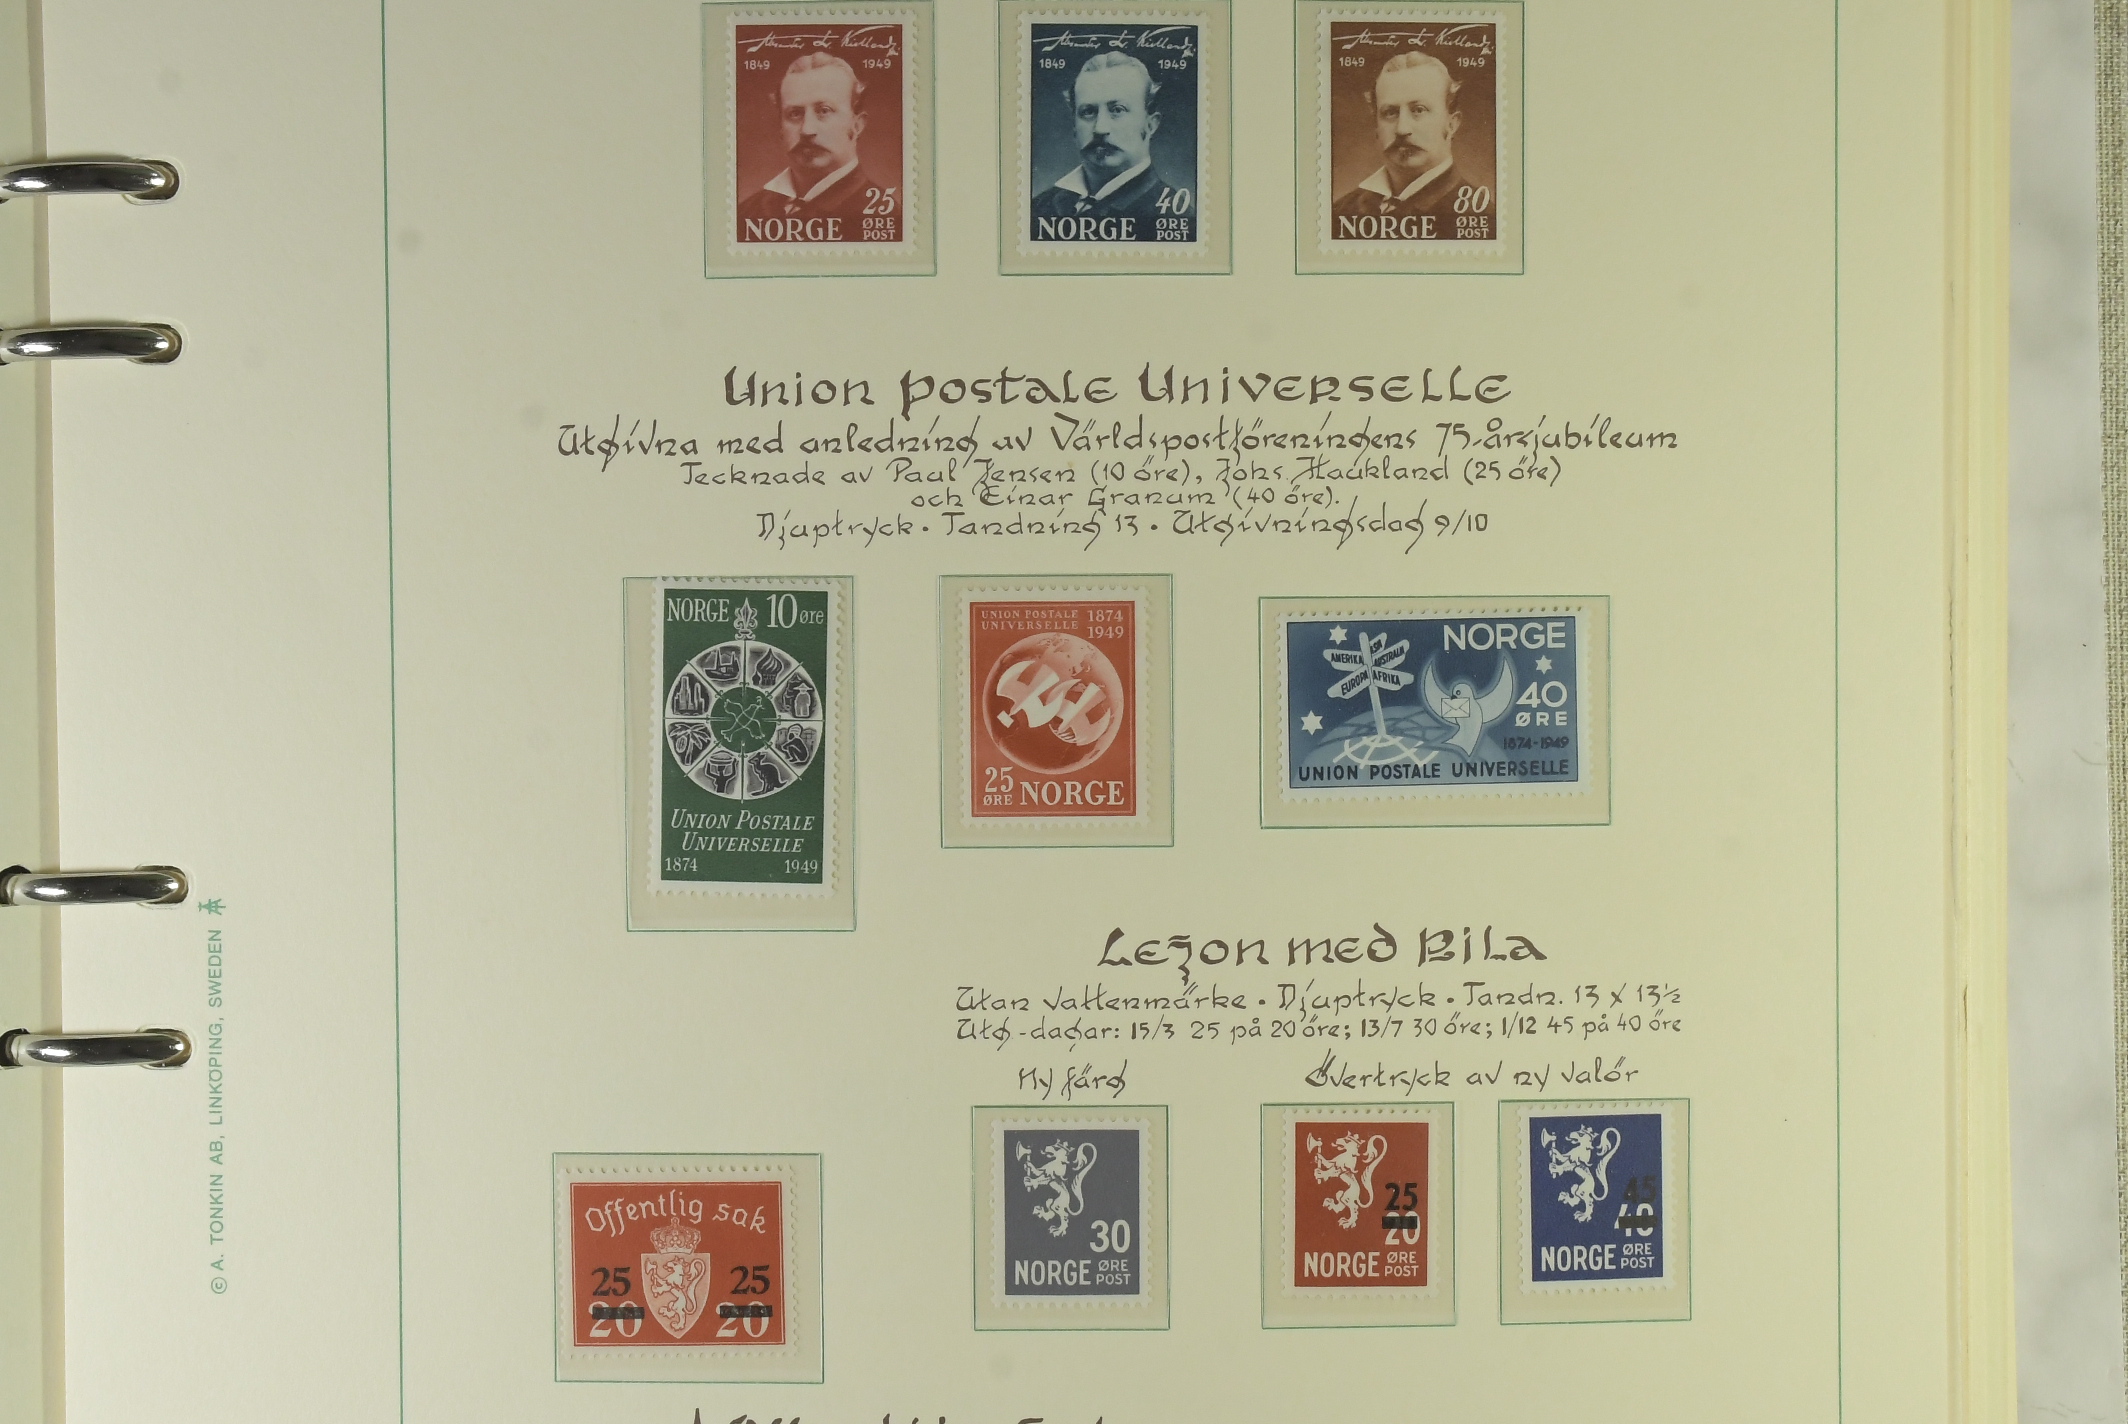 1849 1949
25
NORGE ØRE POST
1849 1949
40
NORGE ØRE POST
1849 1949
80
NORGE ØRE POST
Union Postale Universelle
Utgivna med anledning av Världspostföreningens 75-årsjubileum
Tecknade av Paul Jensen (10 öre), Johs. Haukland (25 öre)
och Einar Granum (40 öre).
Djuptryck · Tandning 13 · Utgivningsdag 9/10
NORGE 10 øre
UNION POSTALE
UNIVERSELLE
1874 1949
UNION POSTALE 1874
UNIVERSELLE 1949
25
ØRE NORGE
NORGE
ASIA
AMERIKA AUSTRALIA
EUROPA AFRIKA
40
ØRE
1874-1949
UNION POSTALE UNIVERSELLE
Lejon med Bila
Utan vattenmärke · Djuptryck · Tandn. 13 x 13½
Utg-dagar: 15/3 25 på 20 öre; 13/7 30 öre; 1/12 45 på 40 öre
Ny färg
Övertryck av ny valör
Offentlig sak
25 25
20 20
30
NORGE ØRE POST
25
20
NORGE ØRE POST
45
40
NORGE ØRE POST
© A. TONKIN AB, LINKÖPING, SWEDEN